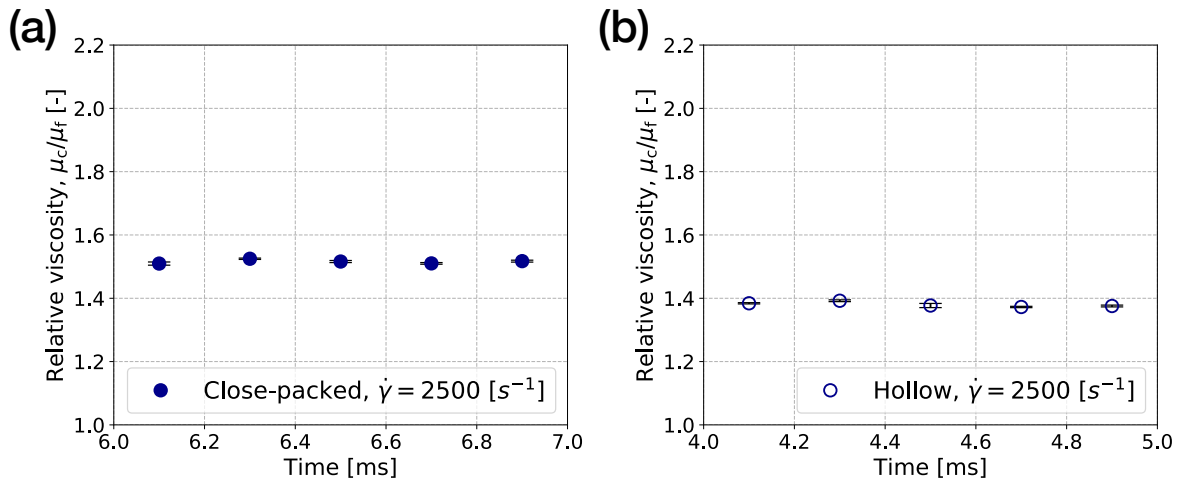 (a)
Relative viscosity, μc/μf [-]
2.2
2.0
1.8
1.6
1.4
1.2
1.0
Close-packed, γ̇ = 2500 [s⁻¹]
6.0 6.2 6.4 6.6 6.8 7.0
Time [ms]
(b)
Relative viscosity, μc/μf [-]
2.2
2.0
1.8
1.6
1.4
1.2
1.0
Hollow, γ̇ = 2500 [s⁻¹]
4.0 4.2 4.4 4.6 4.8 5.0
Time [ms]